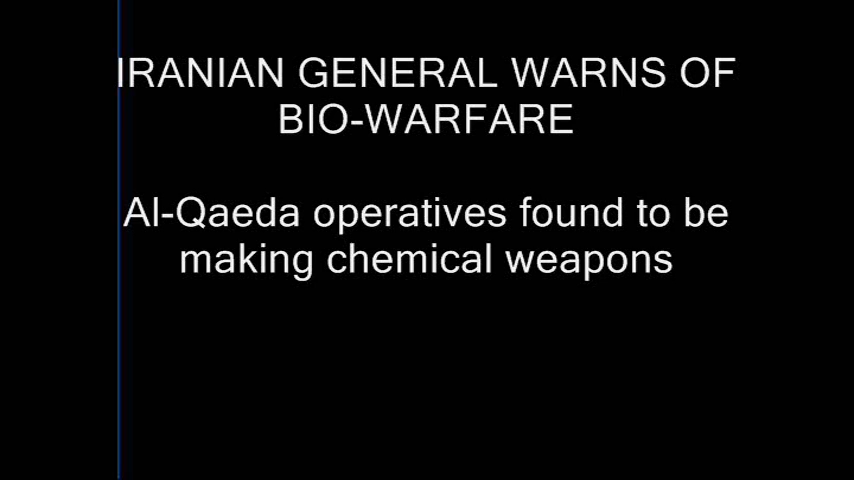 IRANIAN GENERAL WARNS OF
BIO-WARFARE
Al-Qaeda operatives found to be
making chemical weapons